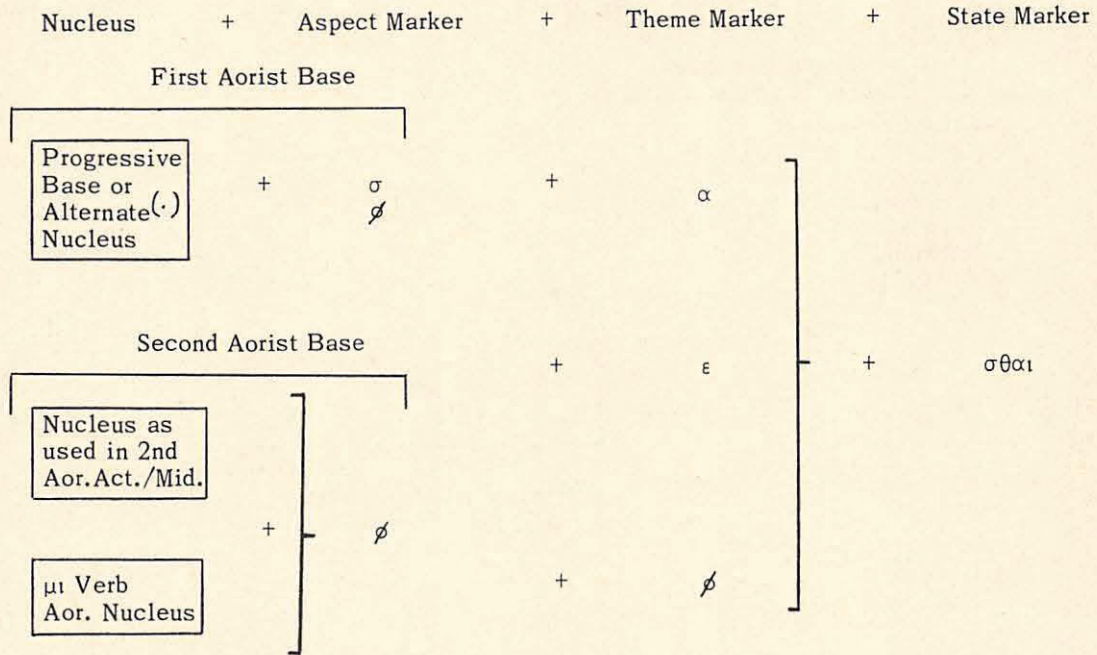 Nucleus + Aspect Marker + Theme Marker + State Marker
First Aorist Base
Progressive
Base or
Alternate(·)
Nucleus
+ σ + α
∅
Second Aorist Base
+ ε + σθαι
Nucleus as
used in 2nd
Aor.Act./Mid.
+ ∅
μι Verb
Aor. Nucleus
+ ∅